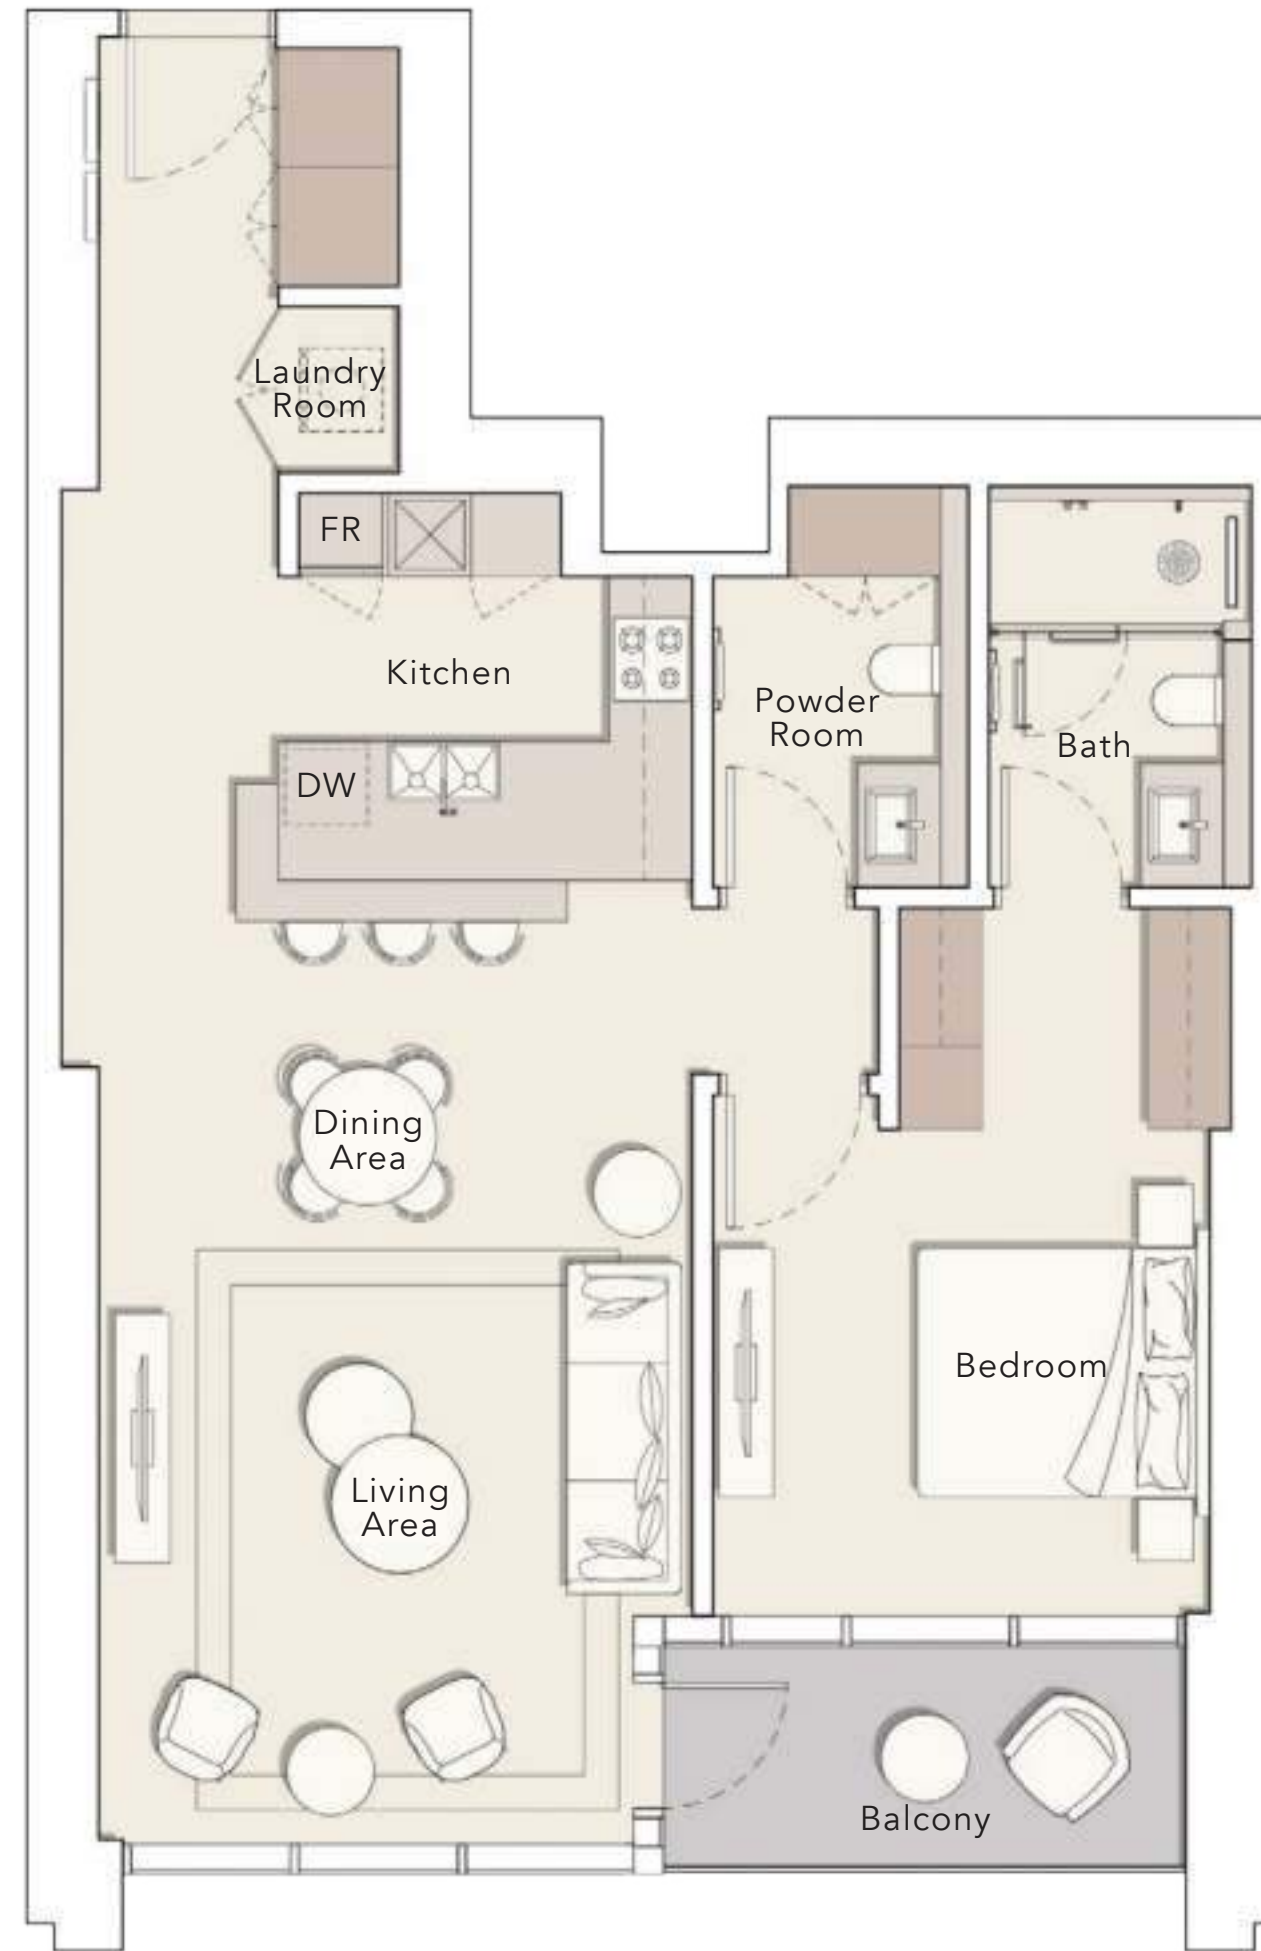 Laundry
Room
FR
Kitchen
Powder
Room
Bath
DW
Dining
Area
Bedroom
Living
Area
Balcony